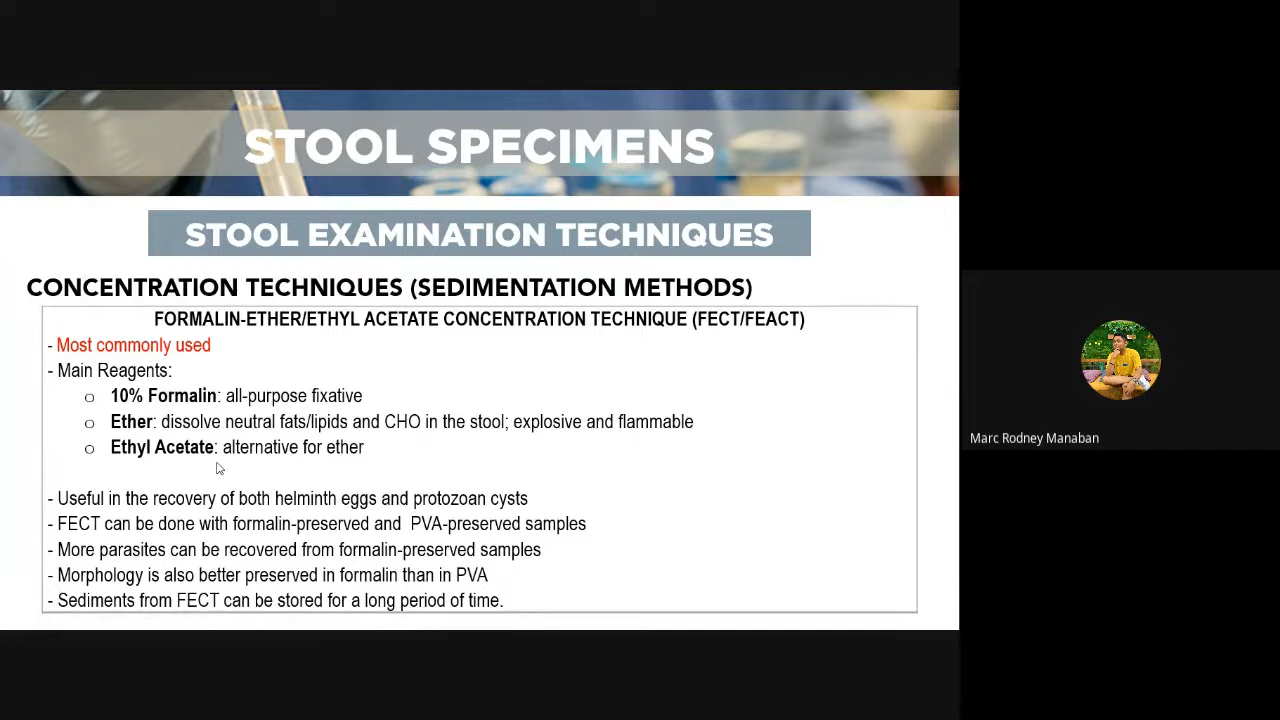 STOOL SPECIMENS
STOOL EXAMINATION TECHNIQUES
CONCENTRATION TECHNIQUES (SEDIMENTATION METHODS)
FORMALIN-ETHER/ETHYL ACETATE CONCENTRATION TECHNIQUE (FECT/FEACT)
- Most commonly used
- Main Reagents:
o 10% Formalin: all-purpose fixative
o Ether: dissolve neutral fats/lipids and CHO in the stool; explosive and flammable
o Ethyl Acetate: alternative for ether
- Useful in the recovery of both helminth eggs and protozoan cysts
- FECT can be done with formalin-preserved and PVA-preserved samples
- More parasites can be recovered from formalin-preserved samples
- Morphology is also better preserved in formalin than in PVA
- Sediments from FECT can be stored for a long period of time.
Marc Rodney Manaban